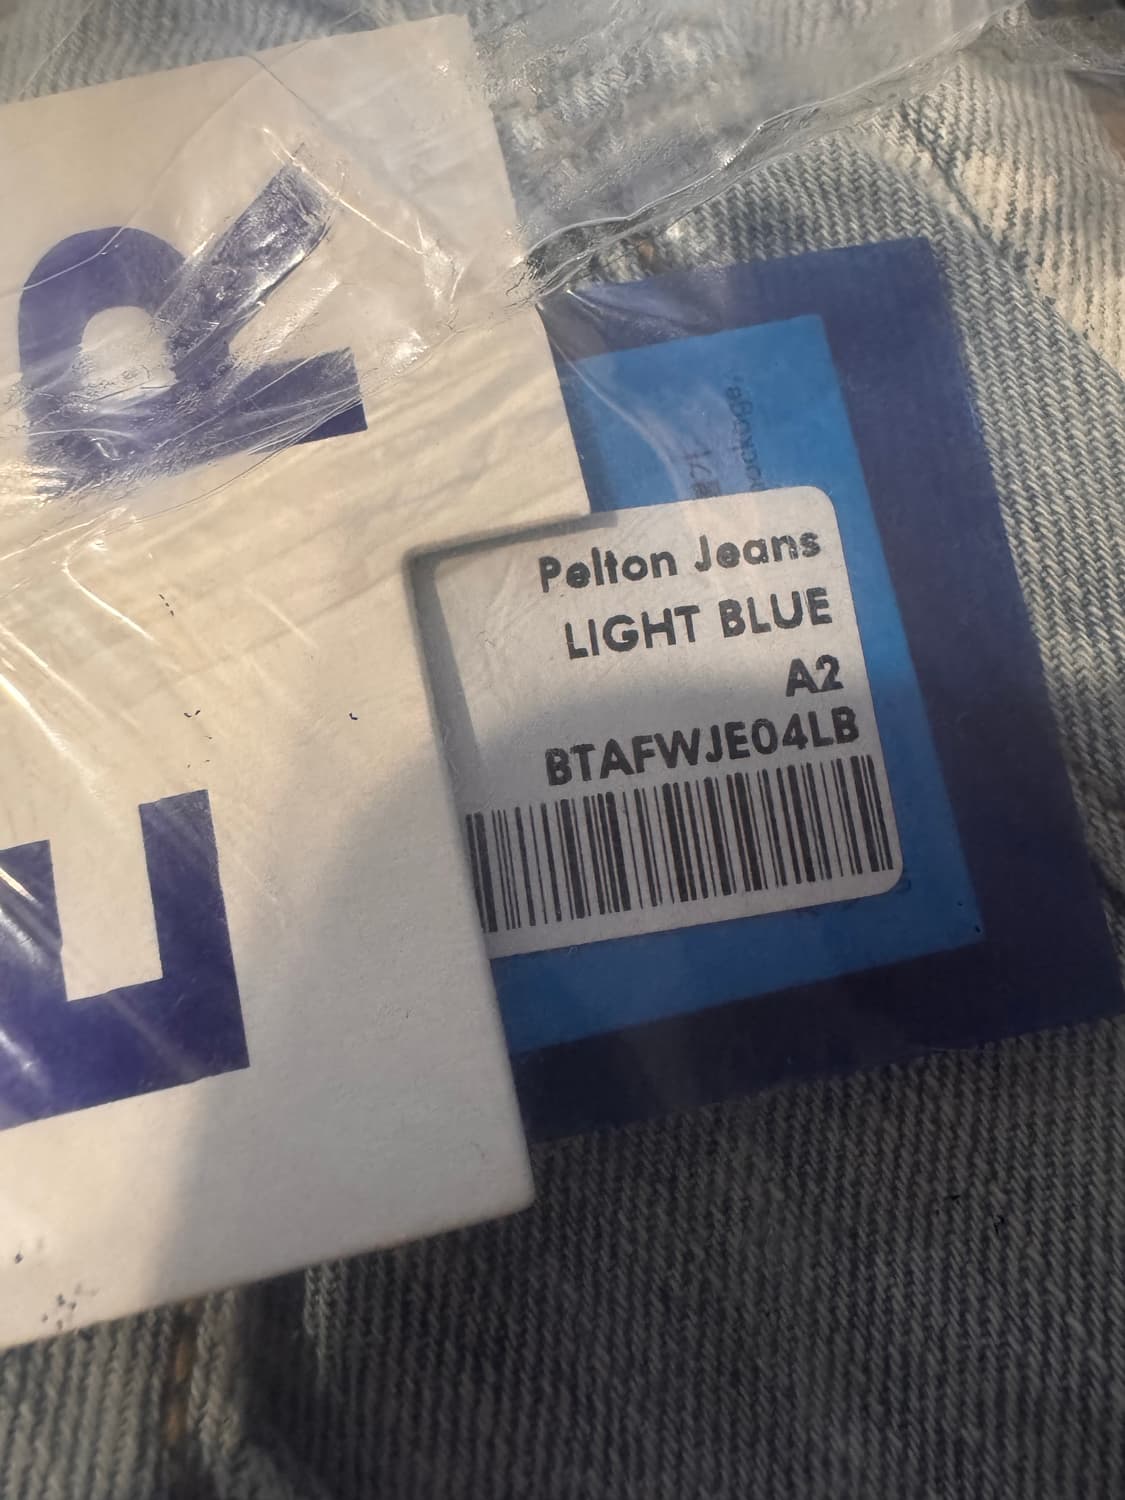 R
E
Pelton Jeans
LIGHT BLUE
A2
BTAFWJE04LB